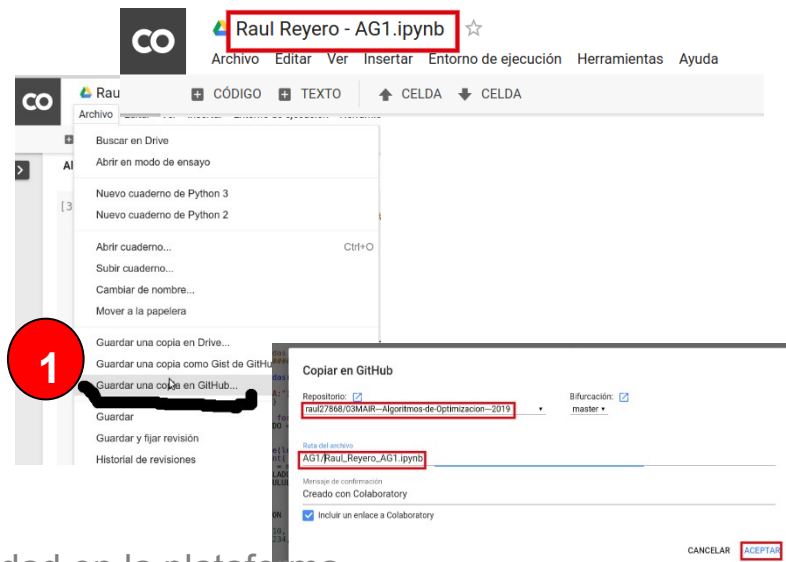 CO
Raul Reyero - AG1.ipynb
Archivo Editar Ver Insertar Entorno de ejecución Herramientas Ayuda
CÓDIGO TEXTO CELDA CELDA
CO
Rau
Archivo
Buscar en Drive
Abrir en modo de ensayo
Nuevo cuaderno de Python 3
Nuevo cuaderno de Python 2
Abrir cuaderno... Ctrl+O
Subir cuaderno...
Cambiar de nombre...
Mover a la papelera
Guardar una copia en Drive...
Guardar una copia como Gist de GitHu
1
Guardar una copia en GitHub...
Guardar
Guardar y fijar revisión
Historial de revisiones
Copiar en GitHub
Repositorio: Bifurcación:
raul27868/03MAIR---Algoritmos-de-Optimizacion---2019 master
Ruta del archivo
AG1/Raul_Reyero_AG1.ipynb
Mensaje de confirmación
Creado con Colaboratory
Incluir un enlace a Colaboratory
CANCELAR ACEPTAR